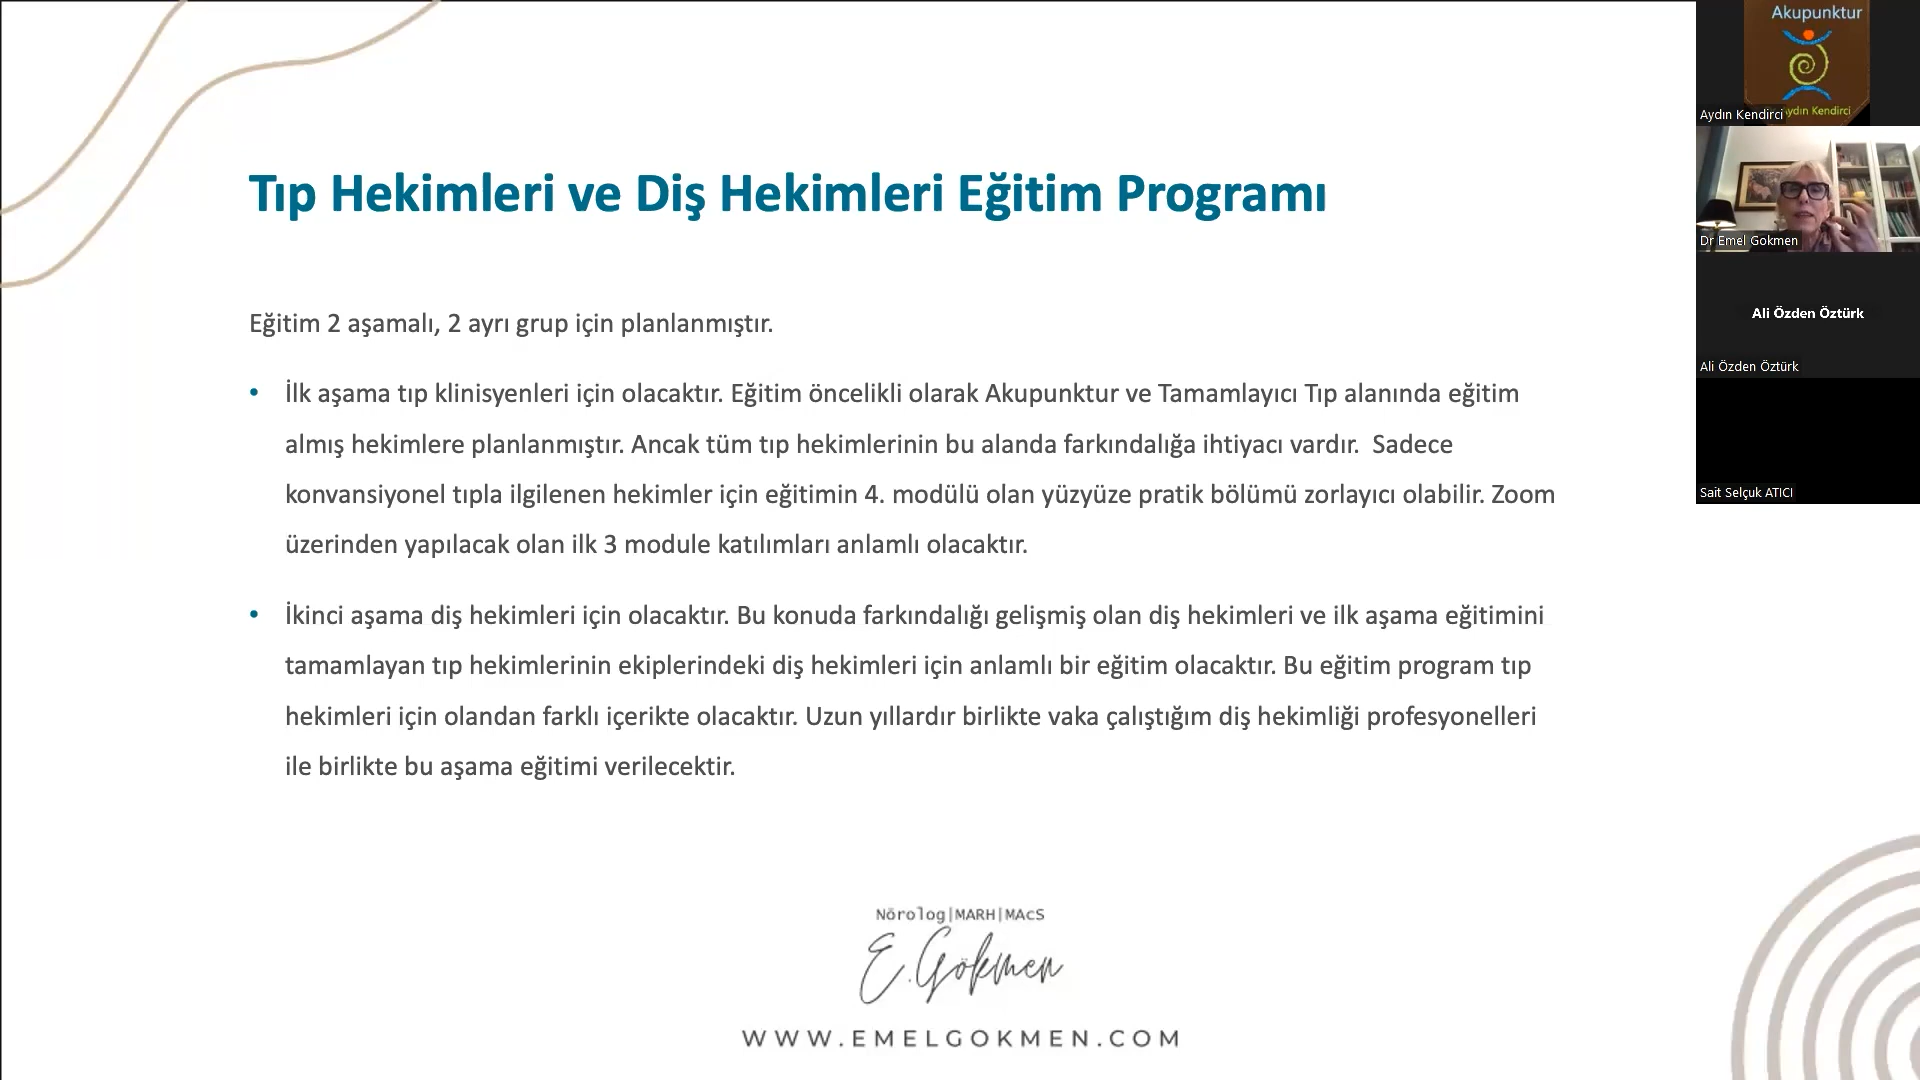 Tıp Hekimleri ve Diş Hekimleri Eğitim Programı
Eğitim 2 aşamalı, 2 ayrı grup için planlanmıştır.
• İlk aşama tıp klinisyenleri için olacaktır. Eğitim öncelikli olarak Akupunktur ve Tamamlayıcı Tıp alanında eğitim
almış hekimlere planlanmıştır. Ancak tüm tıp hekimlerinin bu alanda farkındalığa ihtiyacı vardır.  Sadece
konvansiyonel tıpla ilgilenen hekimler için eğitimin 4. modülü olan yüzyüze pratik bölümü zorlayıcı olabilir. Zoom
üzerinden yapılacak olan ilk 3 module katılımları anlamlı olacaktır.
• İkinci aşama diş hekimleri için olacaktır. Bu konuda farkındalığı gelişmiş olan diş hekimleri ve ilk aşama eğitimini
tamamlayan tıp hekimlerinin ekiplerindeki diş hekimleri için anlamlı bir eğitim olacaktır. Bu eğitim program tıp
hekimleri için olandan farklı içerikte olacaktır. Uzun yıllardır birlikte vaka çalıştığım diş hekimliği profesyonelleri
ile birlikte bu aşama eğitimi verilecektir.
Nörolog|MARH|MAcS
E.Gökmen
WWW.EMELGOKMEN.COM
Akupunktur
ydın Kendirci
Aydın Kendirci
Dr Emel Gokmen
Ali Özden Öztürk
Ali Özden Öztürk
Sait Selçuk ATICI